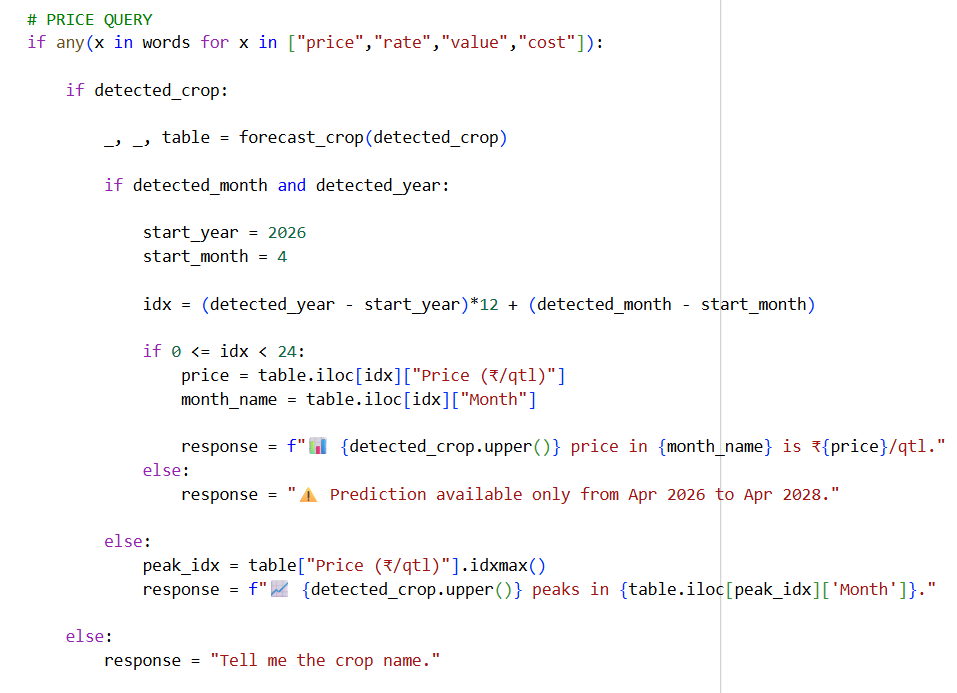 # PRICE QUERY
if any(x in words for x in ["price","rate","value","cost"]):
    if detected_crop:
        _, _, table = forecast_crop(detected_crop)
        if detected_month and detected_year:
            start_year = 2026
            start_month = 4
            idx = (detected_year - start_year)*12 + (detected_month - start_month)
            if 0 <= idx < 24:
                price = table.iloc[idx]["Price (₹/qtl)"]
                month_name = table.iloc[idx]["Month"]
                response = f"📊 {detected_crop.upper()} price in {month_name} is ₹{price}/qtl."
            else:
                response = "⚠️ Prediction available only from Apr 2026 to Apr 2028."
        else:
            peak_idx = table["Price (₹/qtl)"].idxmax()
            response = f"📈 {detected_crop.upper()} peaks in {table.iloc[peak_idx]['Month']}."
    else:
        response = "Tell me the crop name."